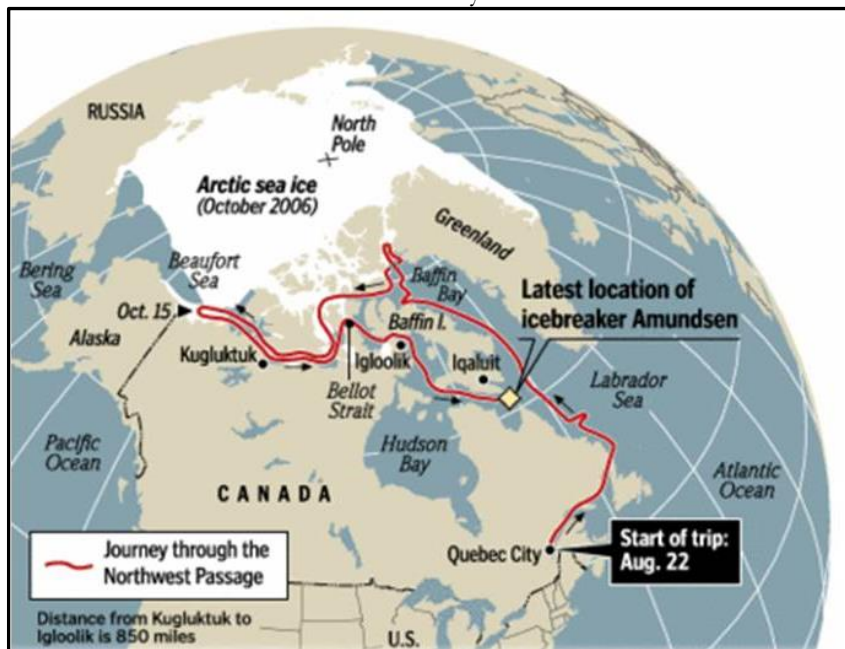 RUSSIA
North
Pole
Arctic sea ice
(October 2006)
Greenland
Bering
Sea
Beaufort
Sea
Baffin
Bay
Latest location of
icebreaker Amundsen
Oct. 15
Alaska
Baffin I.
Kugluktuk
Igloolik
Iqaluit
Bellot
Strait
Labrador
Sea
Pacific
Ocean
Hudson
Bay
Atlantic
Ocean
CANADA
Journey through the
Northwest Passage
Quebec City
Start of trip:
Aug. 22
Distance from Kugluktuk to
Igloolik is 850 miles
U.S.